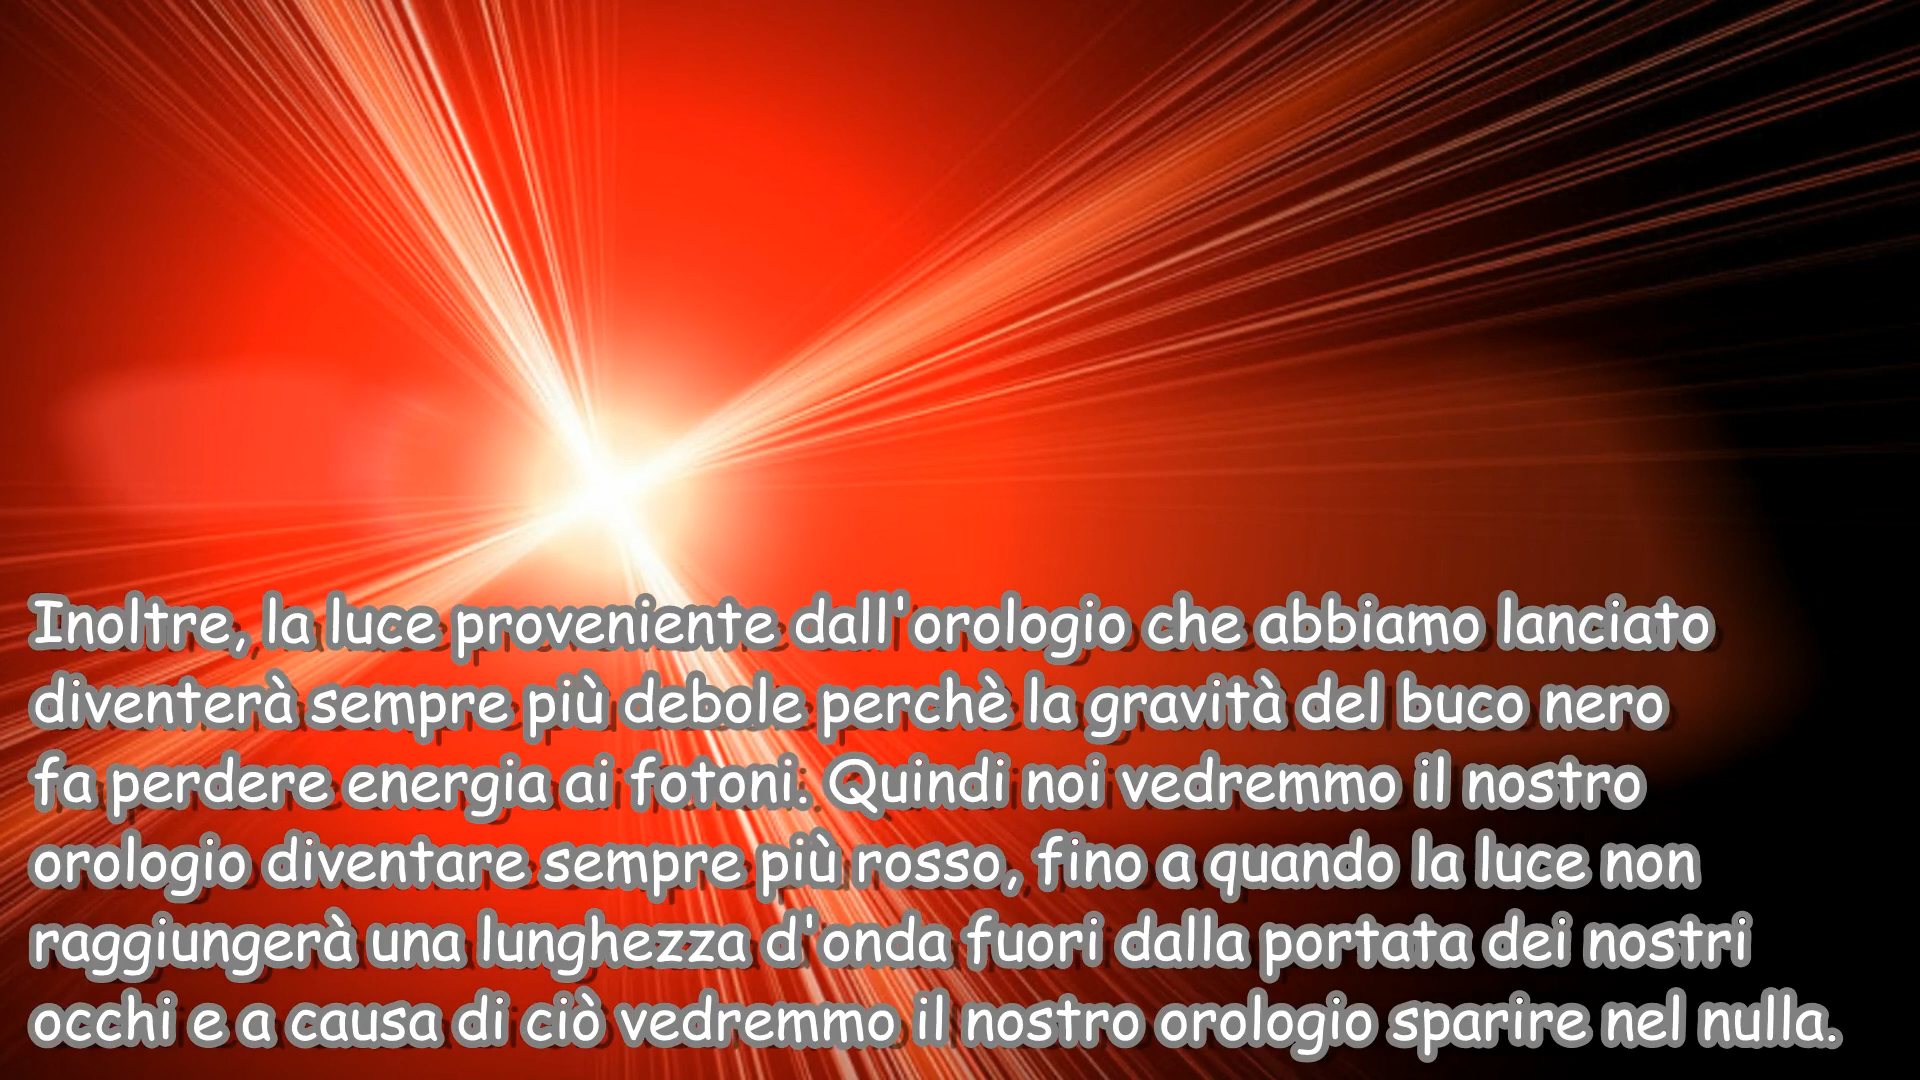 Inoltre, la luce proveniente dall'orologio che abbiamo lanciato
diventerà sempre più debole perchè la gravità del buco nero
fa perdere energia ai fotoni. Quindi noi vedremmo il nostro
orologio diventare sempre più rosso, fino a quando la luce non
raggiungerà una lunghezza d'onda fuori dalla portata dei nostri
occhi e a causa di ciò vedremmo il nostro orologio sparire nel nulla.